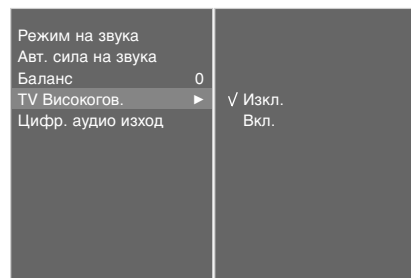 Режим на звука
Авт. сила на звука
Баланс 0
TV Високогов. ►
Цифр. аудио изход
√ Изкл.
Вкл.